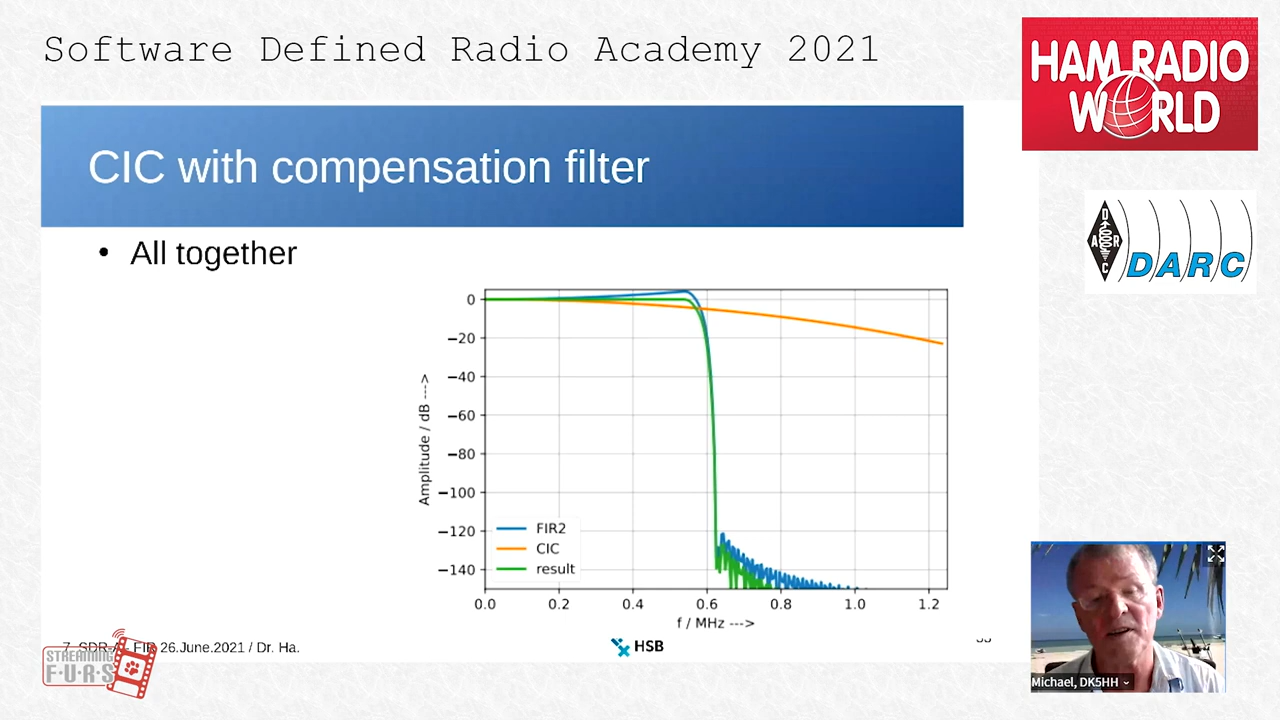 Software Defined Radio Academy 2021
HAM RADIO
WORLD
CIC with compensation filter
D
A R
C
DARC
• All together
0
−20
−40
−60
−80
−100
−120
−140
Amplitude / dB --->
FIR2
CIC
result
0.0 0.2 0.4 0.6 0.8 1.0 1.2
f / MHz --->
26.June.2021 / Dr. Ha.
HSB
STREAMING
F·U·R·S
Michael, DK5HH